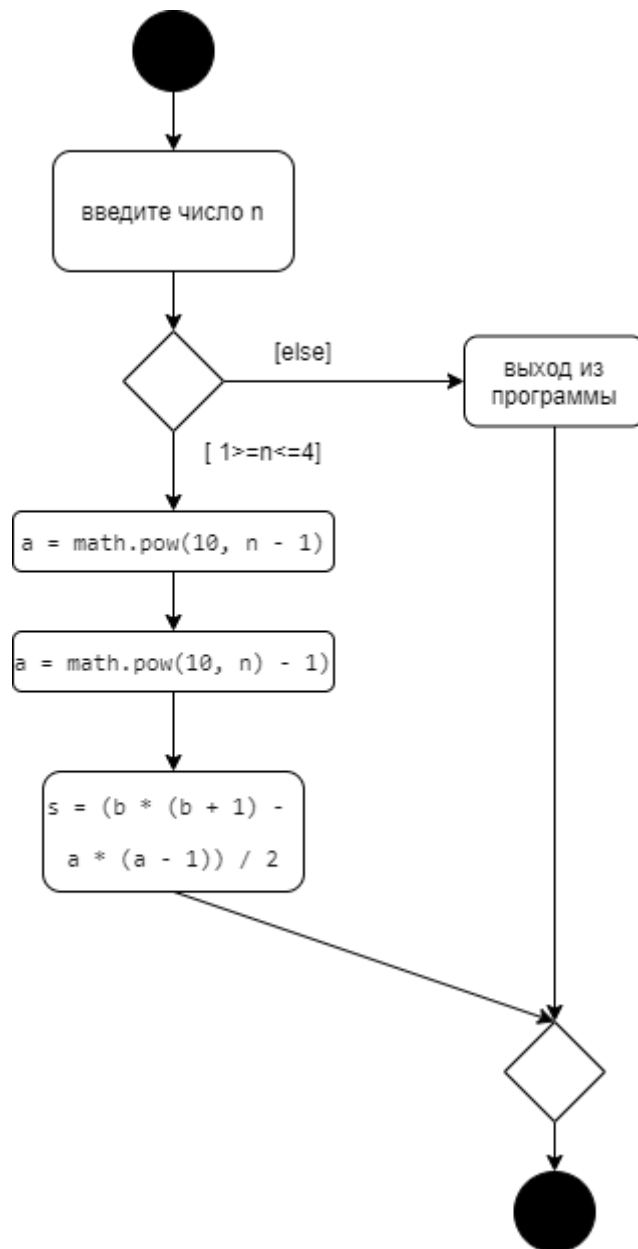 введите число n
[else]
выход из
программы
[ 1>=n<=4]
a = math.pow(10, n - 1)
a = math.pow(10, n) - 1)
s = (b * (b + 1) -
a * (a - 1)) / 2